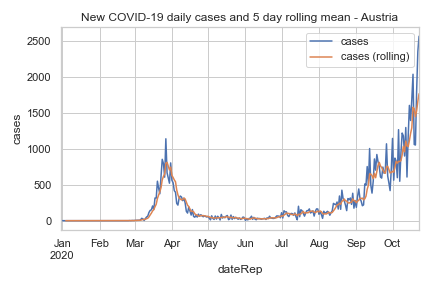 New COVID-19 daily cases and 5 day rolling mean - Austria
cases
cases (rolling)
2500
2000
1500
1000
500
0
cases
Jan Feb Mar Apr May Jun Jul Aug Sep Oct
2020
dateRep